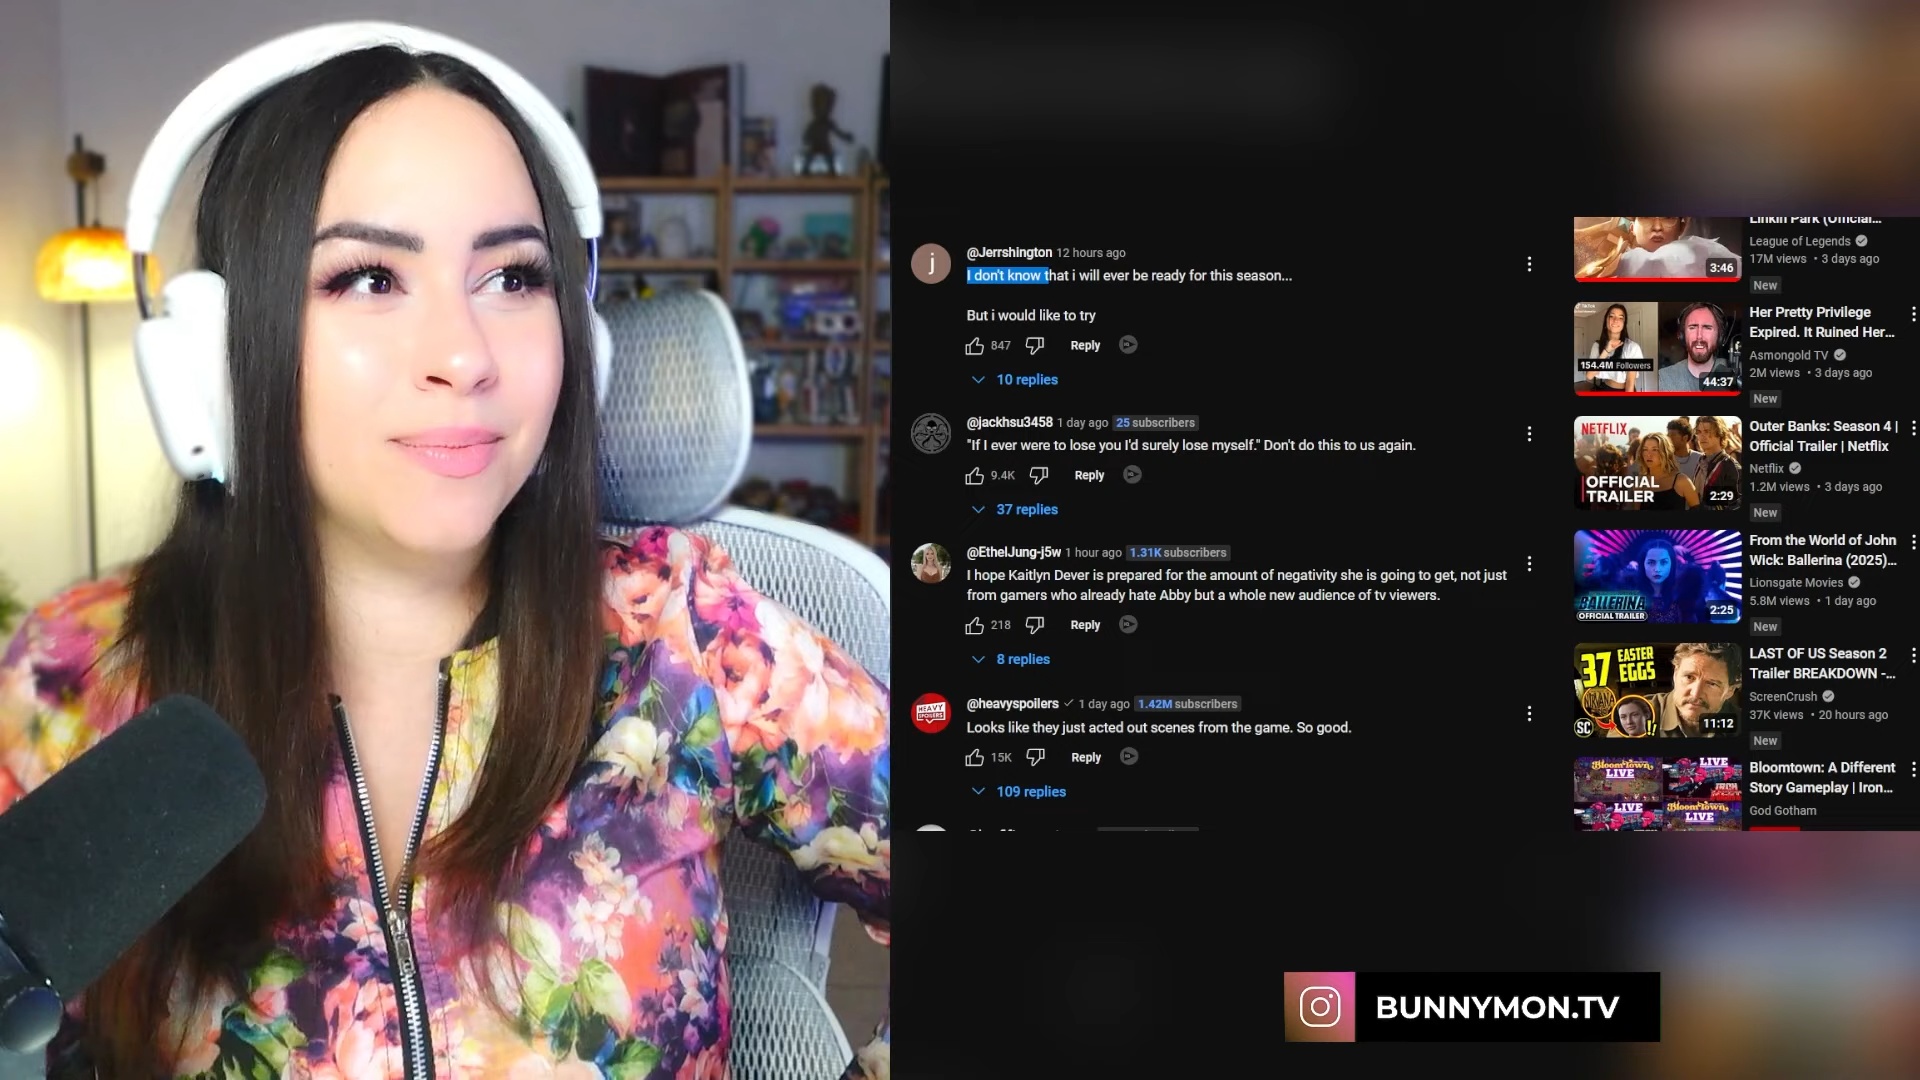 j
@Jerrshington 12 hours ago
I don't know that i will ever be ready for this season...
But i would like to try
847 Reply
10 replies
@jackhsu3458 1 day ago 25 subscribers
"If I ever were to lose you I'd surely lose myself." Don't do this to us again.
9.4K Reply
37 replies
@EthelJung-j5w 1 hour ago 1.31K subscribers
I hope Kaitlyn Dever is prepared for the amount of negativity she is going to get, not just
from gamers who already hate Abby but a whole new audience of tv viewers.
218 Reply
8 replies
HEAVY
SPOILERS
@heavyspoilers 1 day ago 1.42M subscribers
Looks like they just acted out scenes from the game. So good.
15K Reply
109 replies
Linkin Park (Official...
League of Legends
17M views • 3 days ago
3:46
New
Her Pretty Privilege
Expired. It Ruined Her...
Asmongold TV
2M views • 3 days ago
154.4M Followers
44:37
New
Outer Banks: Season 4 |
Official Trailer | Netflix
Netflix
1.2M views • 3 days ago
NETFLIX
OFFICIAL
TRAILER
2:29
New
From the World of John
Wick: Ballerina (2025)...
Lionsgate Movies
5.8M views • 1 day ago
BALLERINA
OFFICIAL TRAILER
2:25
New
LAST OF US Season 2
Trailer BREAKDOWN -...
ScreenCrush
37K views • 20 hours ago
37 EASTER
EGGS
SC
!!
11:12
New
Bloomtown: A Different
Story Gameplay | Iron...
God Gotham
BloomTown
LIVE
LIVE
LIVE
BloomTown
LIVE
BUNNYMON.TV